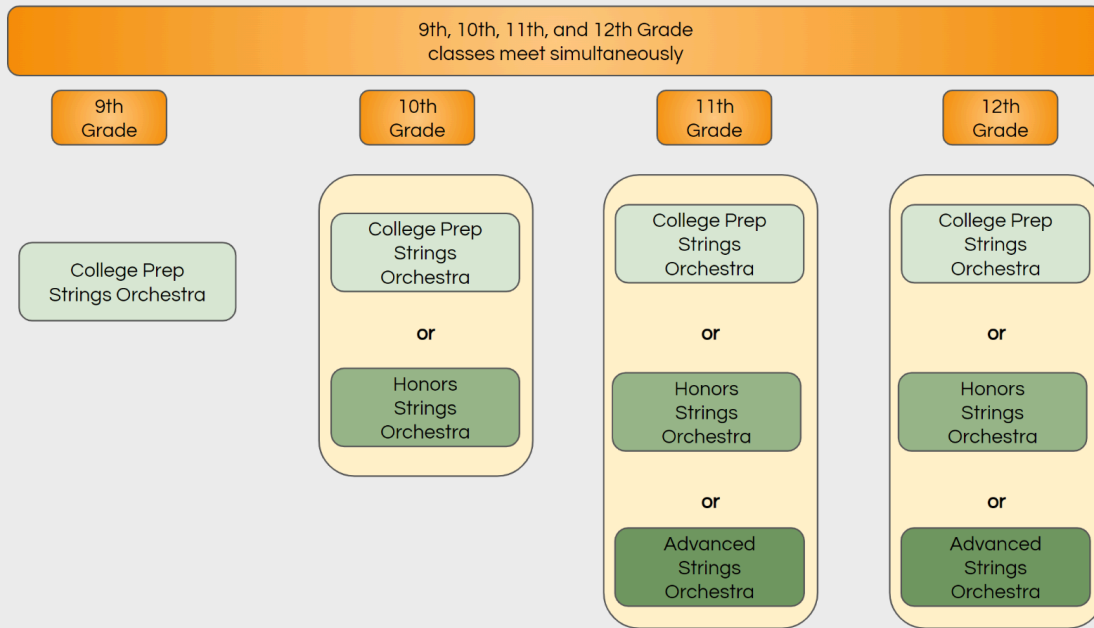 9th, 10th, 11th, and 12th Grade
classes meet simultaneously
9th
Grade
10th
Grade
11th
Grade
12th
Grade
College Prep
Strings Orchestra
College Prep
Strings
Orchestra
or
Honors
Strings
Orchestra
College Prep
Strings
Orchestra
or
Honors
Strings
Orchestra
or
Advanced
Strings
Orchestra
College Prep
Strings
Orchestra
or
Honors
Strings
Orchestra
or
Advanced
Strings
Orchestra